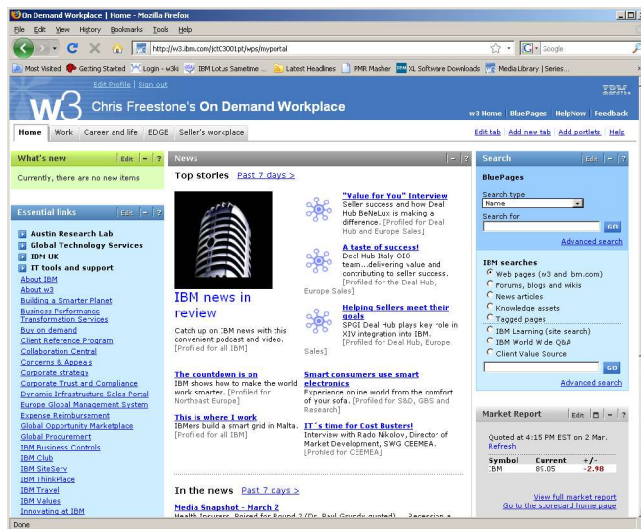 On Demand Workplace | Home - Mozilla Firefox
File Edit View History Bookmarks Tools Help
http://w3.ibm.com/jctC3001pt/wps/myportal
Google
Most Visited Getting Started Login - w3ki IBM Lotus Sametime ... Latest Headlines PMR Masher XL Software Downloads Media Library | Series...
Edit Profile | Sign out
w3 Chris Freestone's On Demand Workplace
w3 Home BluePages HelpNow Feedback
Home Work Career and life EDGE Seller's workplace
Edit tab Add new tab Add portlets Help
What's new Edit - ?
Currently, there are no new items
Essential links Edit - ?
Austin Research Lab
Global Technology Services
IBM UK
IT tools and support
About IBM
About w3
Building a Smarter Planet
Business Performance
Transformation Services
Buy on demand
Client Reference Program
Collaboration Central
Concerns & Appeals
Corporate strategy
Corporate Trust and Compliance
Dynamic Infrastructure Sales Portal
Europe Global Management System
Expense Reimbursement
Global Opportunity Marketplace
Global Procurement
IBM Business Controls
IBM Club
IBM SiteServ
IBM ThinkPlace
IBM Travel
IBM Values
Innovating at IBM
News - ?
Top stories Past 7 days >
IBM news in
review
Catch up on IBM news with this
convenient podcast and video.
[Profiled for all IBM]
"Value for You" Interview
Seller success and how Deal
Hub BeNeLux is making a
difference. [Profiled for Deal
Hub and Europe Sales]
A taste of success!
Deal Hub Italy
team...delivering value and
contributing to seller success.
[Profiled for the Deal Hub,
Europe Sales]
Helping Sellers meet their
goals
SPGI Deal Hub plays key role in
XIV integration into IBM.
[Profiled for Deal Hub, Europe
Sales]
The countdown is on
IBM shows how to make the world
work smarter. [Profiled for
Northeast Europe]
Smart consumers use smart
electronics
Experience online world from the comfort
of your sofa. [Profiled for S&D, GBS and
Research]
This is where I work
IBMers build a smart grid in Malta.
[Profiled for all IBM]
IT´s time for Cost Busters!
Interview with Rado Nikolov, Director of
Market Development, SWG CEEMEA.
[Profiled for CEEMEA]
In the news Past 7 days >
Media Snapshot - March 2
Health Insurers, Poised for Round 2 (Dr. Paul Grundy quoted)
Search Edit - ?
BluePages
Search type
Name
Search for
GO
Advanced search
IBM searches
Web pages (w3 and ibm.com)
Forums, blogs and wikis
News articles
Knowledge assets
Tagged pages
IBM Learning (site search)
IBM World Wide Q&A
Client Value Source
GO
Advanced search
Market Report Edit - ?
Quoted at 4:15 PM EST on 2 Mar.
Refresh
Symbol Current +/-
IBM 89.05 -2.98
View full market report
Go to the scorecard home page
Done